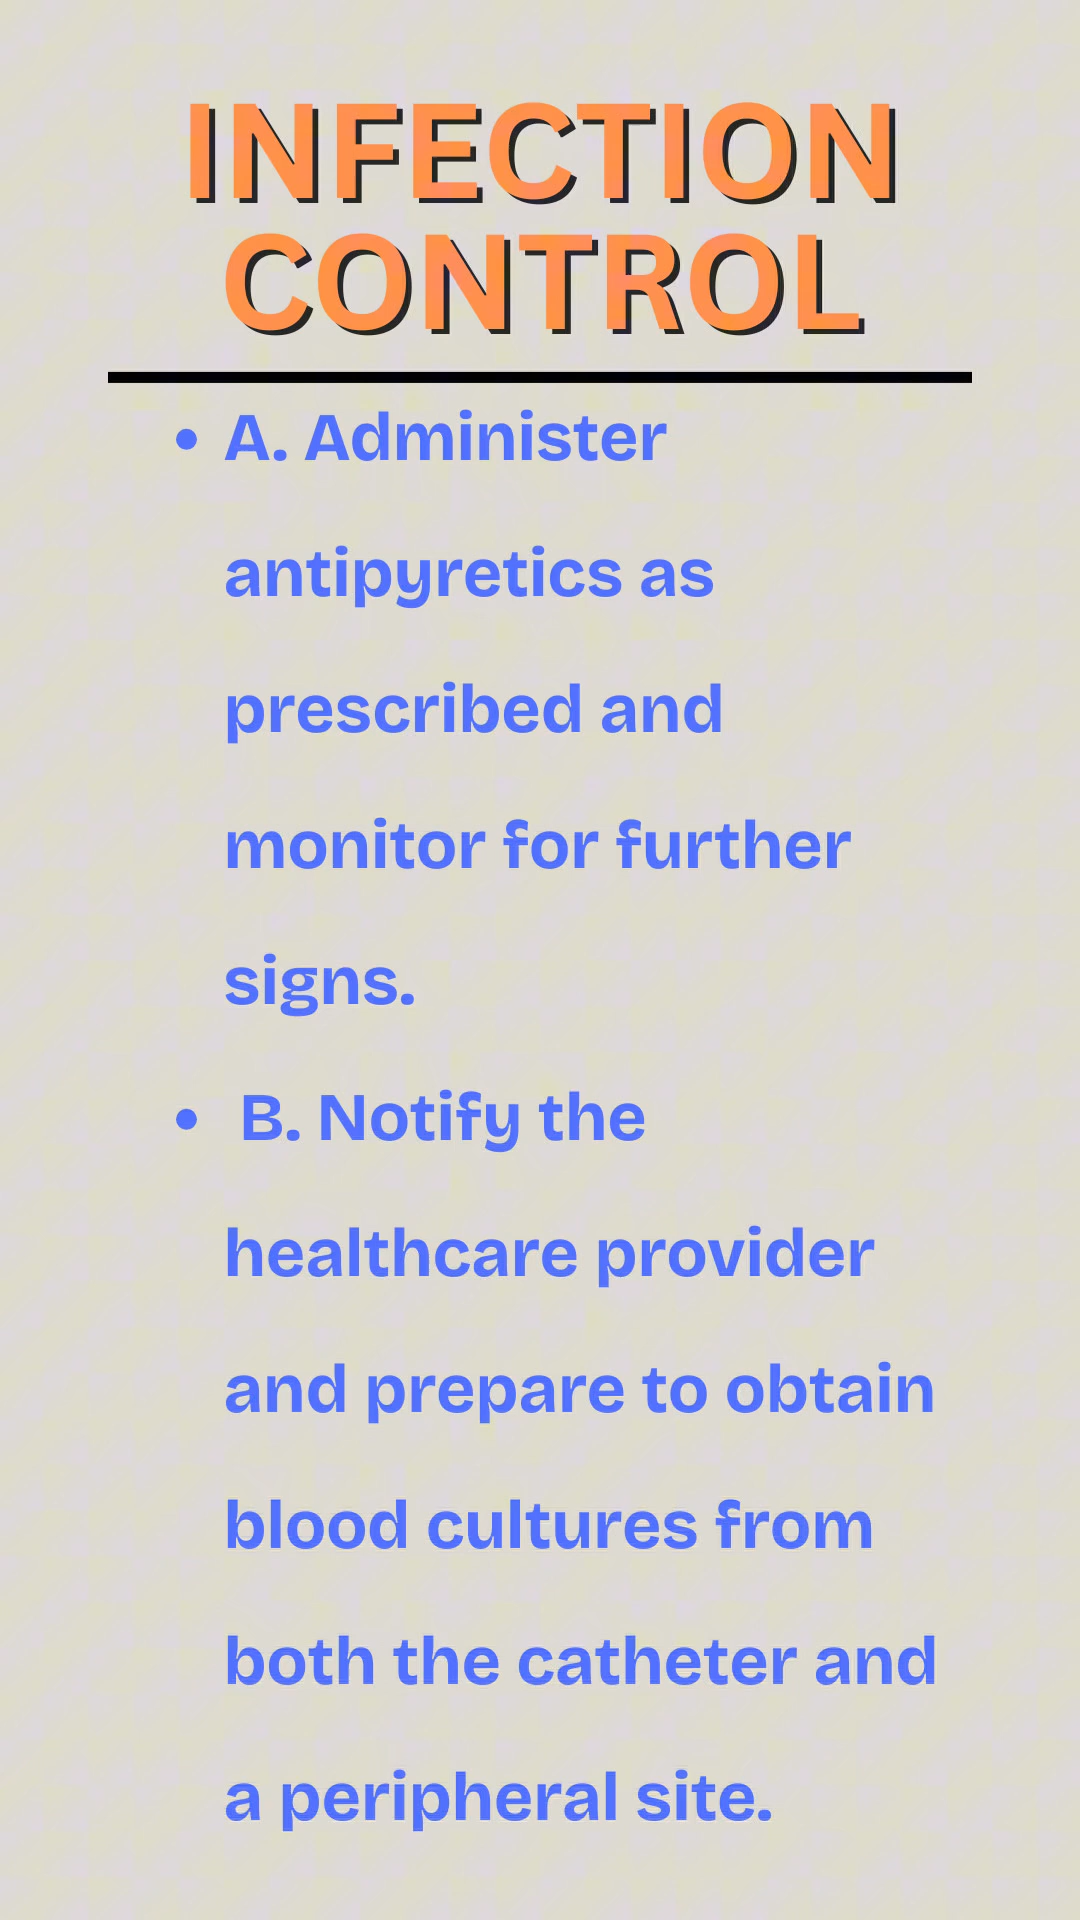 INFECTION
CONTROL
• A. Administer
antipyretics as
prescribed and
monitor for further
signs.
• B. Notify the
healthcare provider
and prepare to obtain
blood cultures from
both the catheter and
a peripheral site.